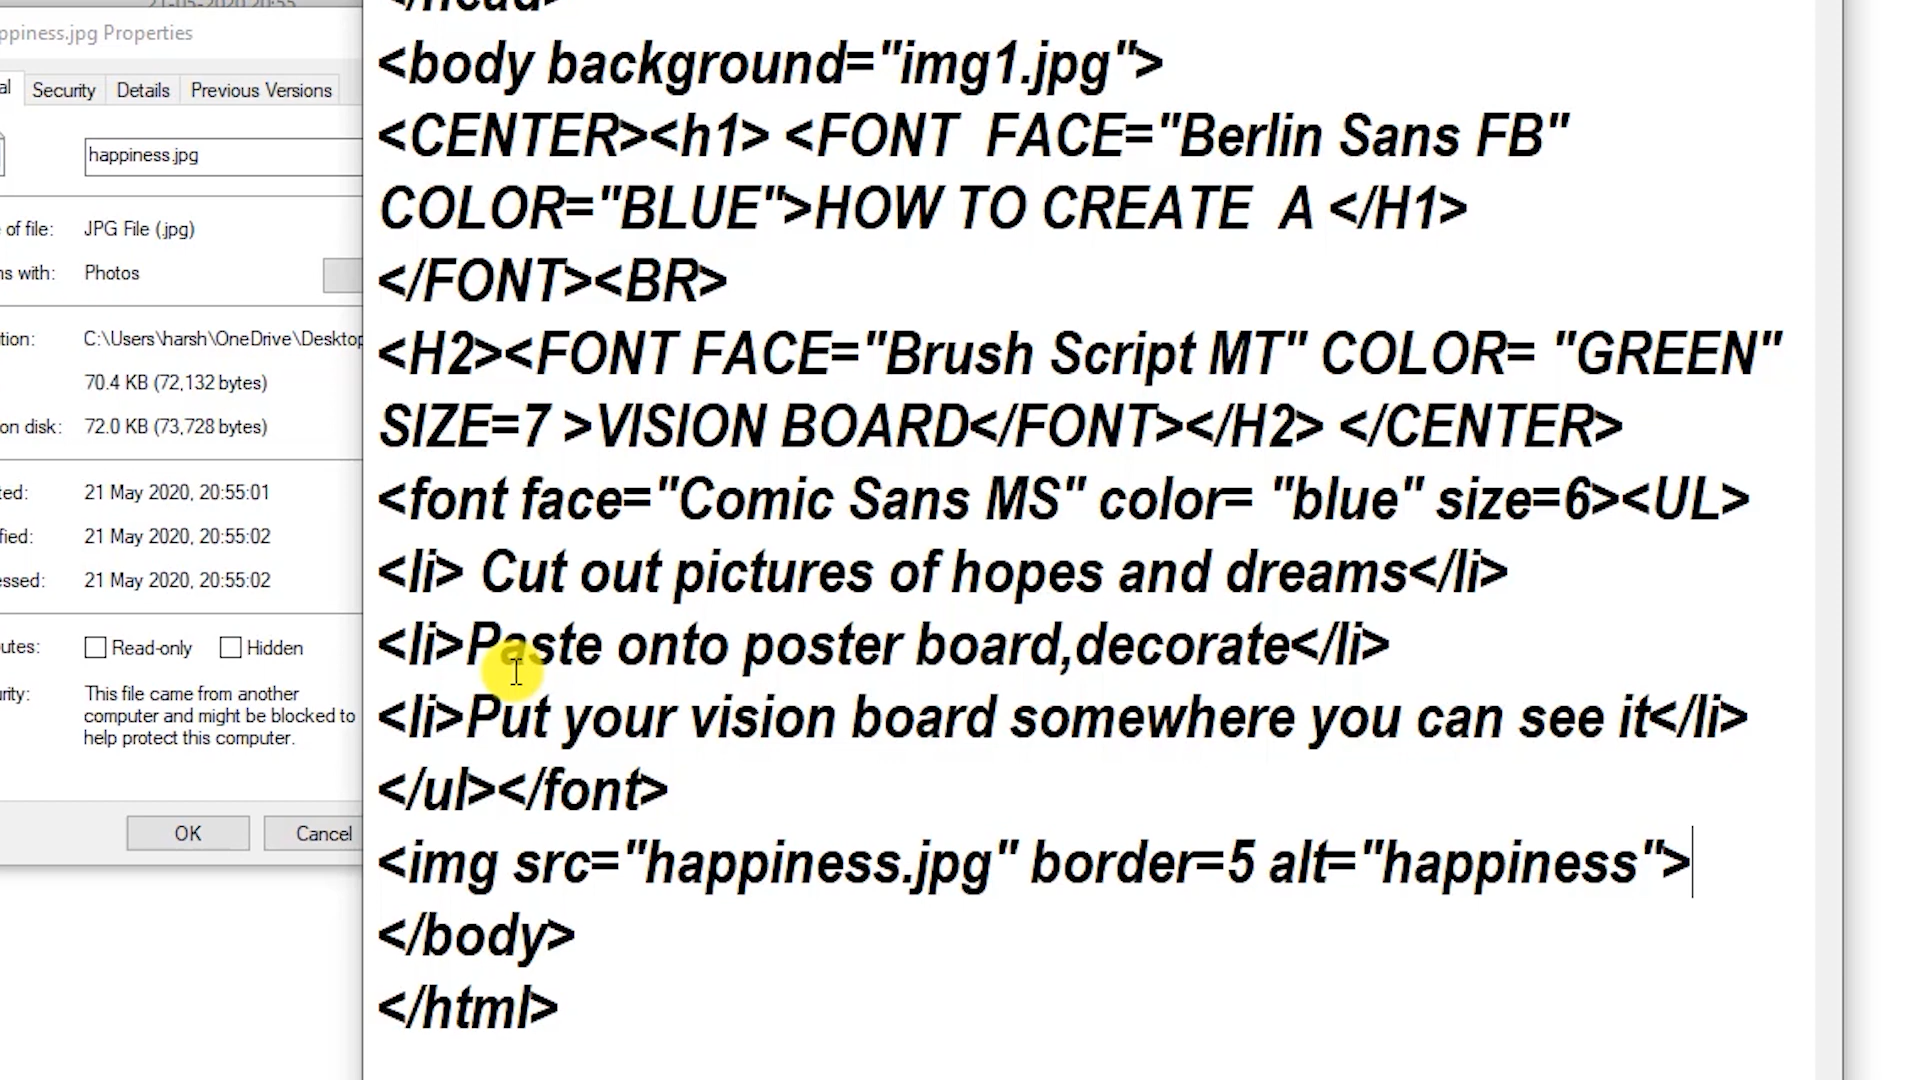 21-05-2020 20:55
ppiness.jpg Properties
al Security Details Previous Versions
happiness.jpg
of file: JPG File (.jpg)
ns with: Photos
tion: C:\Users\harsh\OneDrive\Desktop
70.4 KB (72,132 bytes)
on disk: 72.0 KB (73,728 bytes)
ted: 21 May 2020, 20:55:01
fied: 21 May 2020, 20:55:02
essed: 21 May 2020, 20:55:02
utes: Read-only Hidden
rity: This file came from another
computer and might be blocked to
help protect this computer.
OK Cancel
</head>
<body background="img1.jpg">
<CENTER><h1> <FONT  FACE="Berlin Sans FB"
COLOR="BLUE">HOW TO CREATE  A </H1>
</FONT><BR>
<H2><FONT FACE="Brush Script MT" COLOR= "GREEN"
SIZE=7 >VISION BOARD</FONT></H2> </CENTER>
<font face="Comic Sans MS" color= "blue" size=6><UL>
<li> Cut out pictures of hopes and dreams</li>
<li>Paste onto poster board,decorate</li>
<li>Put your vision board somewhere you can see it</li>
</ul></font>
<img src="happiness.jpg" border=5 alt="happiness">
</body>
</html>